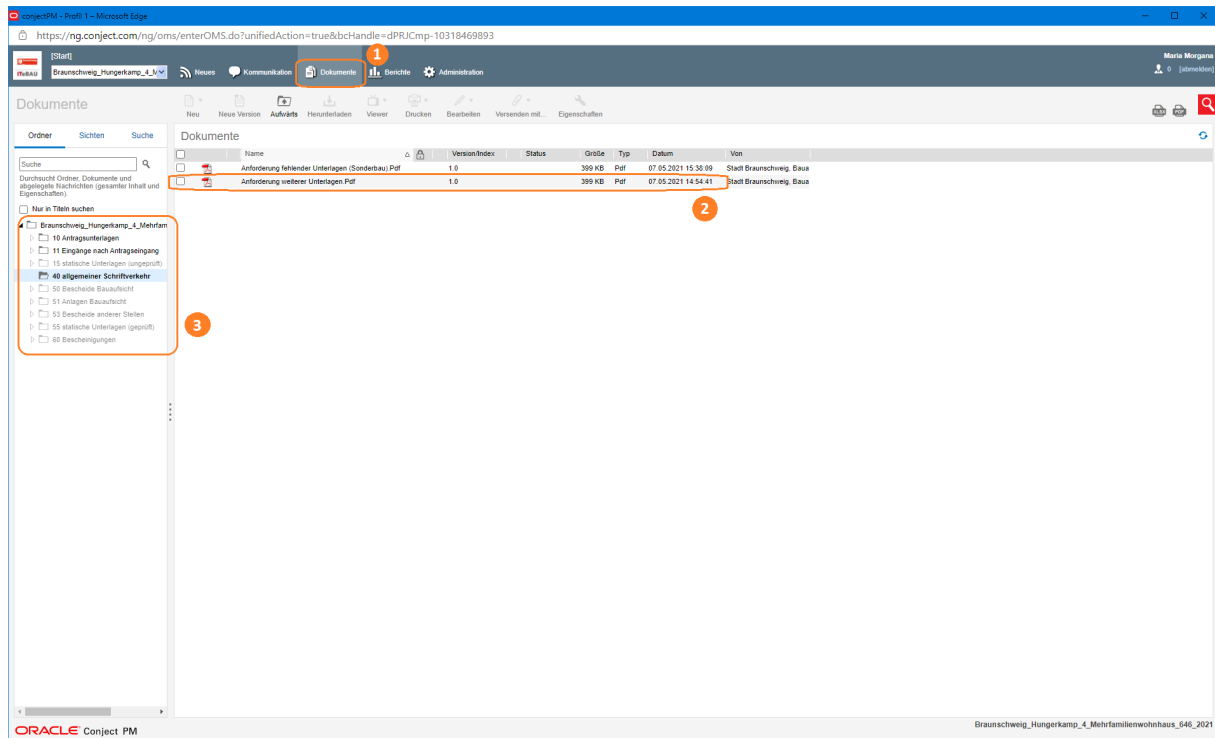 conjectPM - Profil 1 – Microsoft Edge
https://ng.conject.com/ng/oms/enterOMS.do?unifiedAction=true&bcHandle=dPRJCmp-10318469893
[Start]
1
Maria Morgana
ITeBAU Braunschweig_Hungerkamp_4_M Neues Kommunikation Dokumente Berichte Administration 0 [abmelden]
Dokumente
Neu Neue Version Aufwärts Herunterladen Viewer Drucken Bearbeiten Versenden mit... Eigenschaften
XLSX PDF
Ordner Sichten Suche
Dokumente
Name Version/Index Status Größe Typ Datum Von
Anforderung fehlender Unterlagen (Sonderbau).Pdf 1.0 399 KB Pdf 07.05.2021 15:38:09 Stadt Braunschweig, Baua
Anforderung weiterer Unterlagen.Pdf 1.0 399 KB Pdf 07.05.2021 14:54:41 Stadt Braunschweig, Baua
2
Suche
Durchsucht Ordner, Dokumente und
abgelegte Nachrichten (gesamter Inhalt und
Eigenschaften).
Nur in Titeln suchen
Braunschweig_Hungerkamp_4_Mehrfam
10 Antragsunterlagen
11 Eingänge nach Antragseingang
15 statische Unterlagen (ungeprüft)
40 allgemeiner Schriftverkehr
50 Bescheide Bauaufsicht
51 Anlagen Bauaufsicht
53 Bescheide anderer Stellen
55 statische Unterlagen (geprüft)
60 Bescheinigungen
3
ORACLE Conject PM
Braunschweig_Hungerkamp_4_Mehrfamilienwohnhaus_646_2021